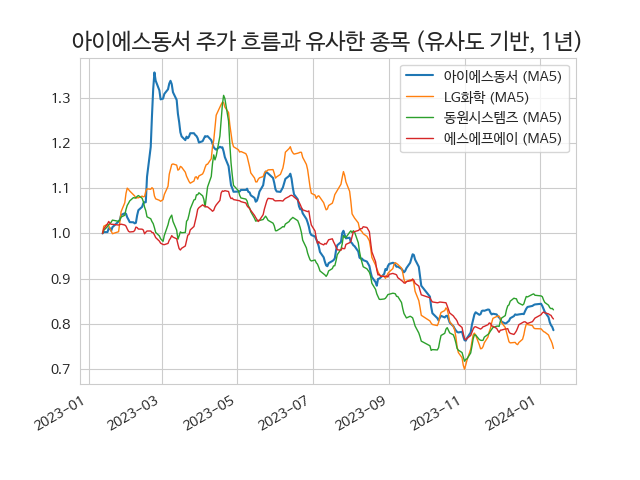 아이에스동서 주가 흐름과 유사한 종목 (유사도 기반, 1년)
아이에스동서 (MA5)
LG화학 (MA5)
동원시스템즈 (MA5)
에스에프에이 (MA5)
1.3
1.2
1.1
1.0
0.9
0.8
0.7
2023-01
2023-03
2023-05
2023-07
2023-09
2023-11
2024-01